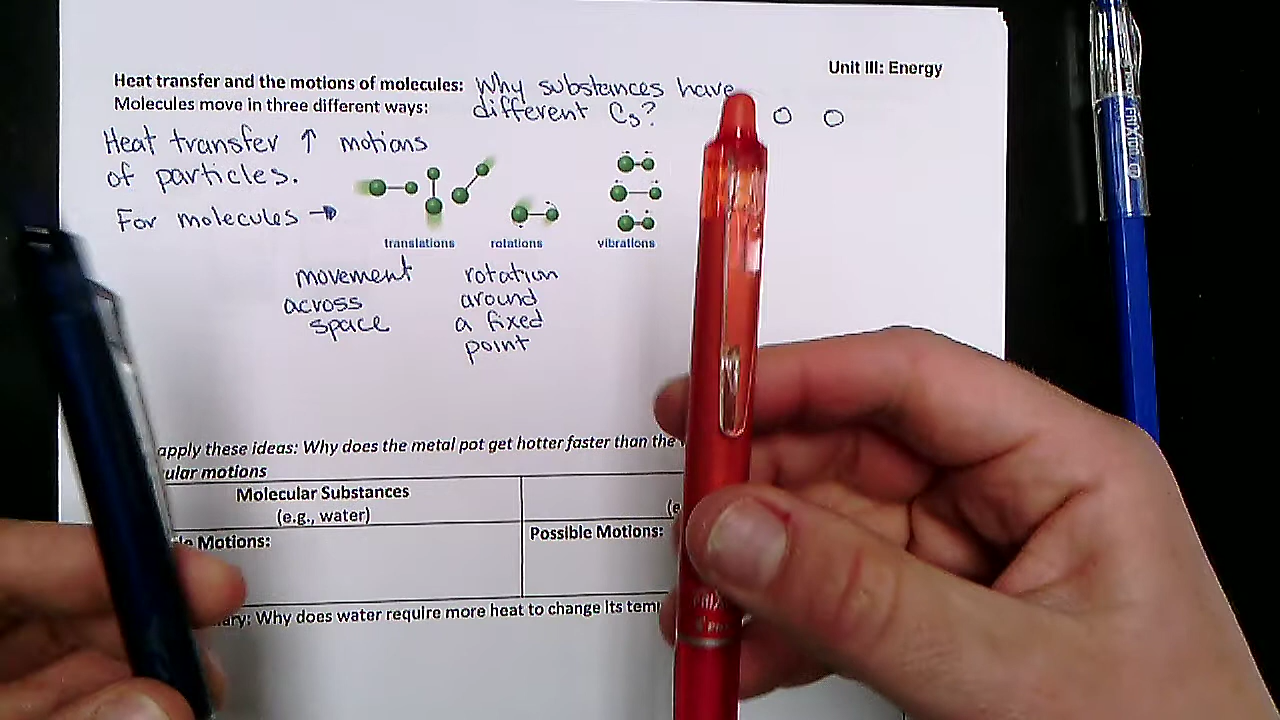 Unit III: Energy
Heat transfer and the motions of molecules: Why substances have
Molecules move in three different ways: different Cs?
Heat transfer ↑ motions
of particles.
For molecules →
translations rotations vibrations
movement
across
space
rotation
around
a fixed
point
apply these ideas: Why does the metal pot get hotter faster than the
ular motions
Molecular Substances
(e.g., water)
Motions:
Possible Motions:
Why does water require more heat to change its